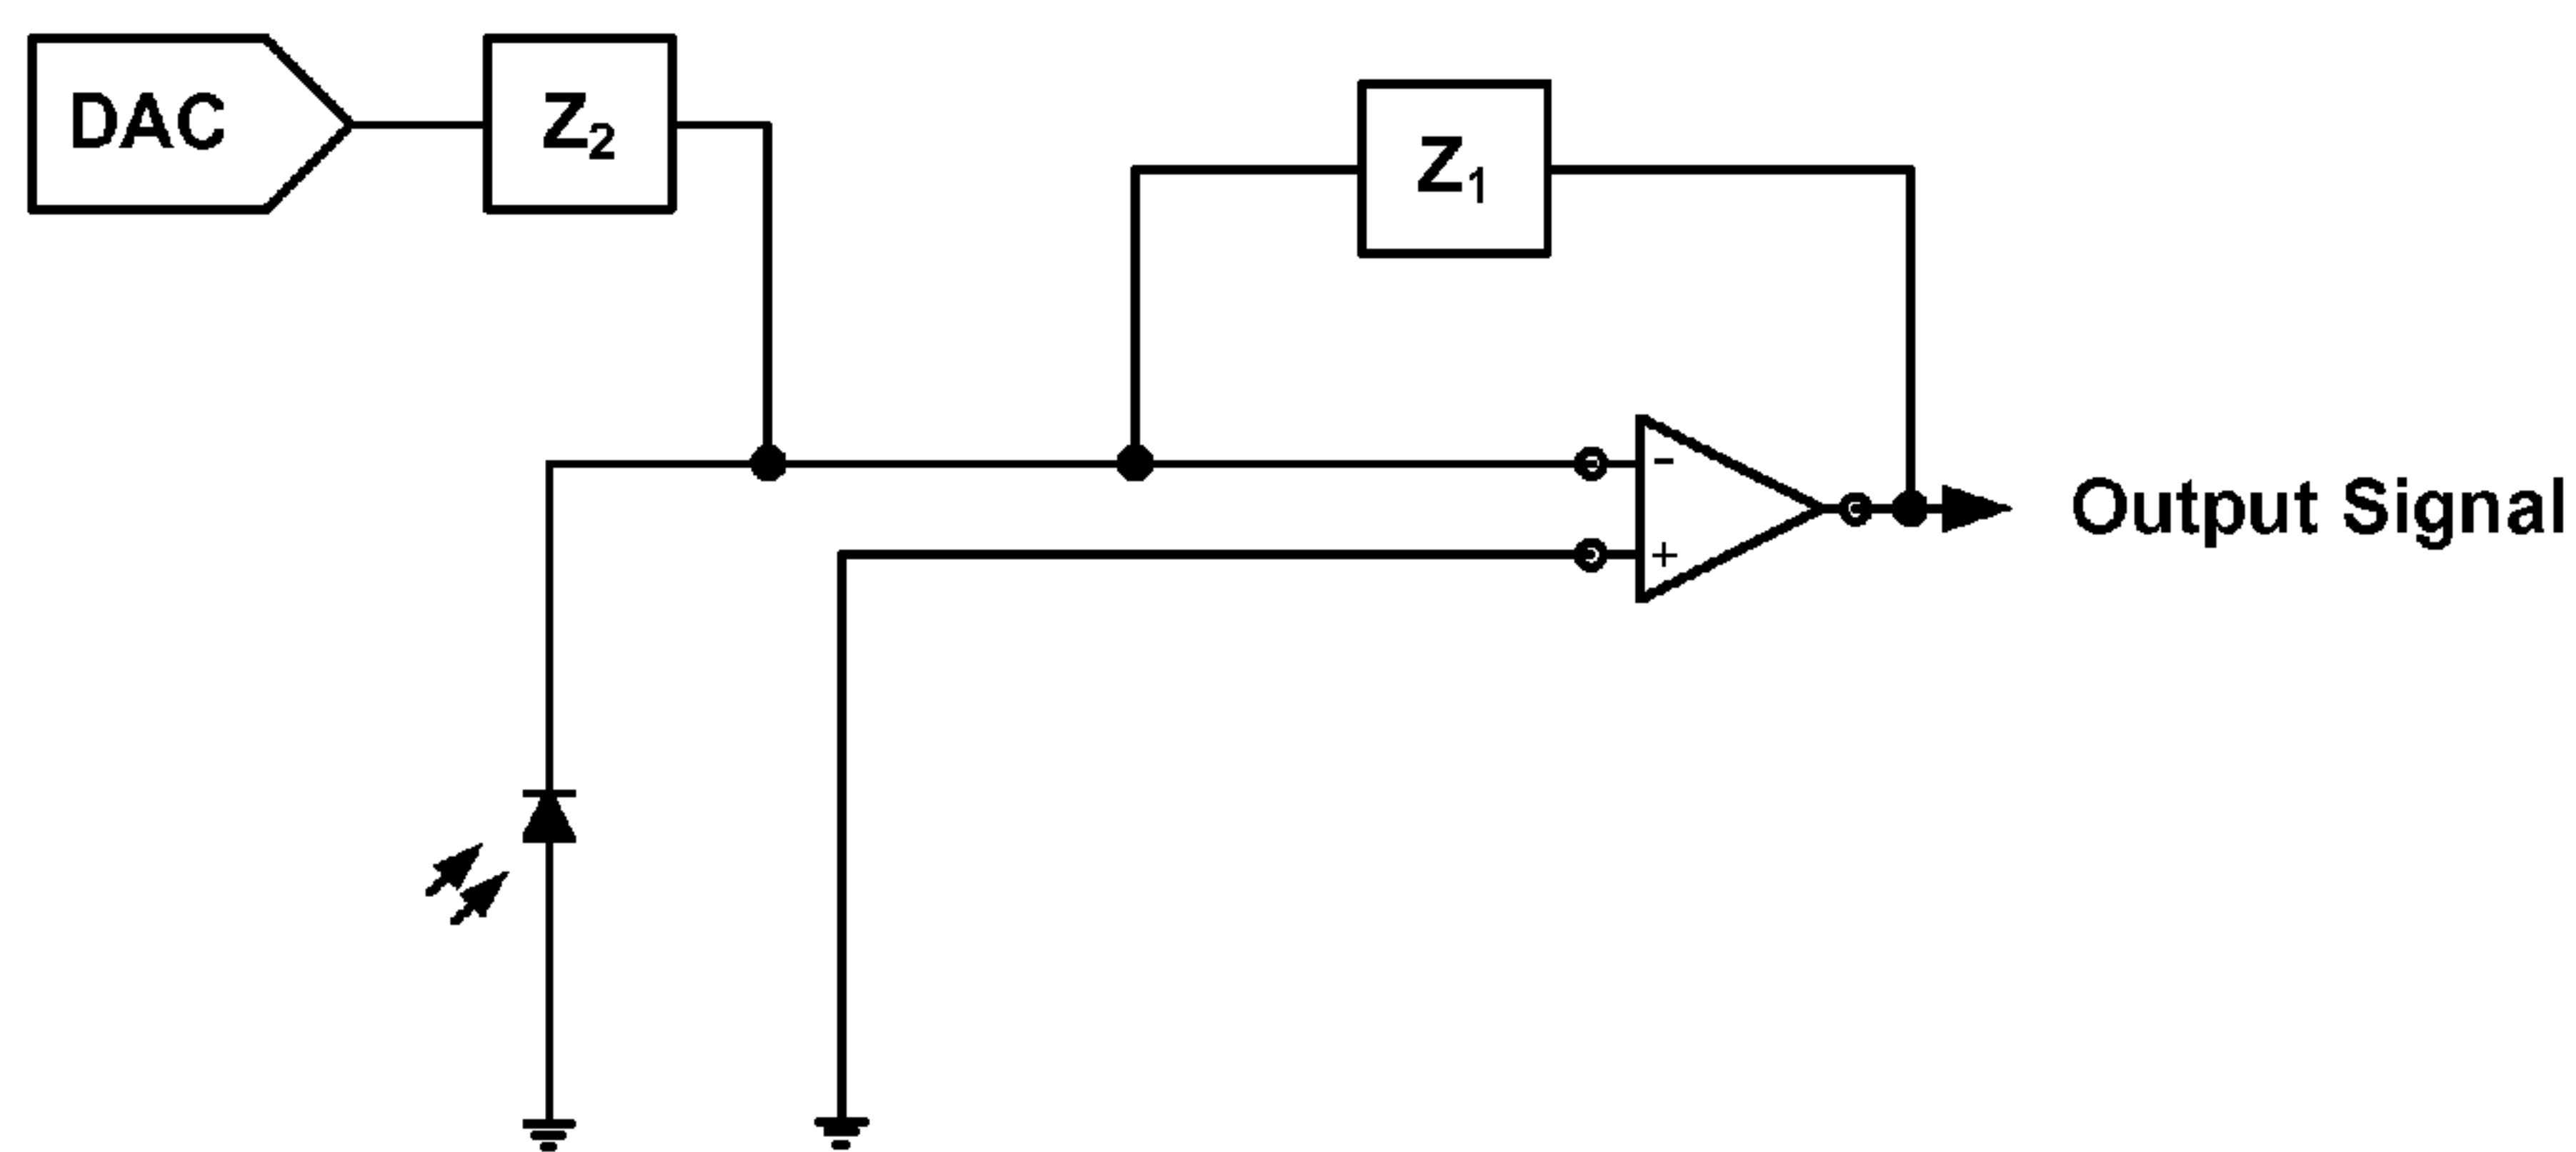 DAC
Z₂
Z₁
-
+
Output Signal